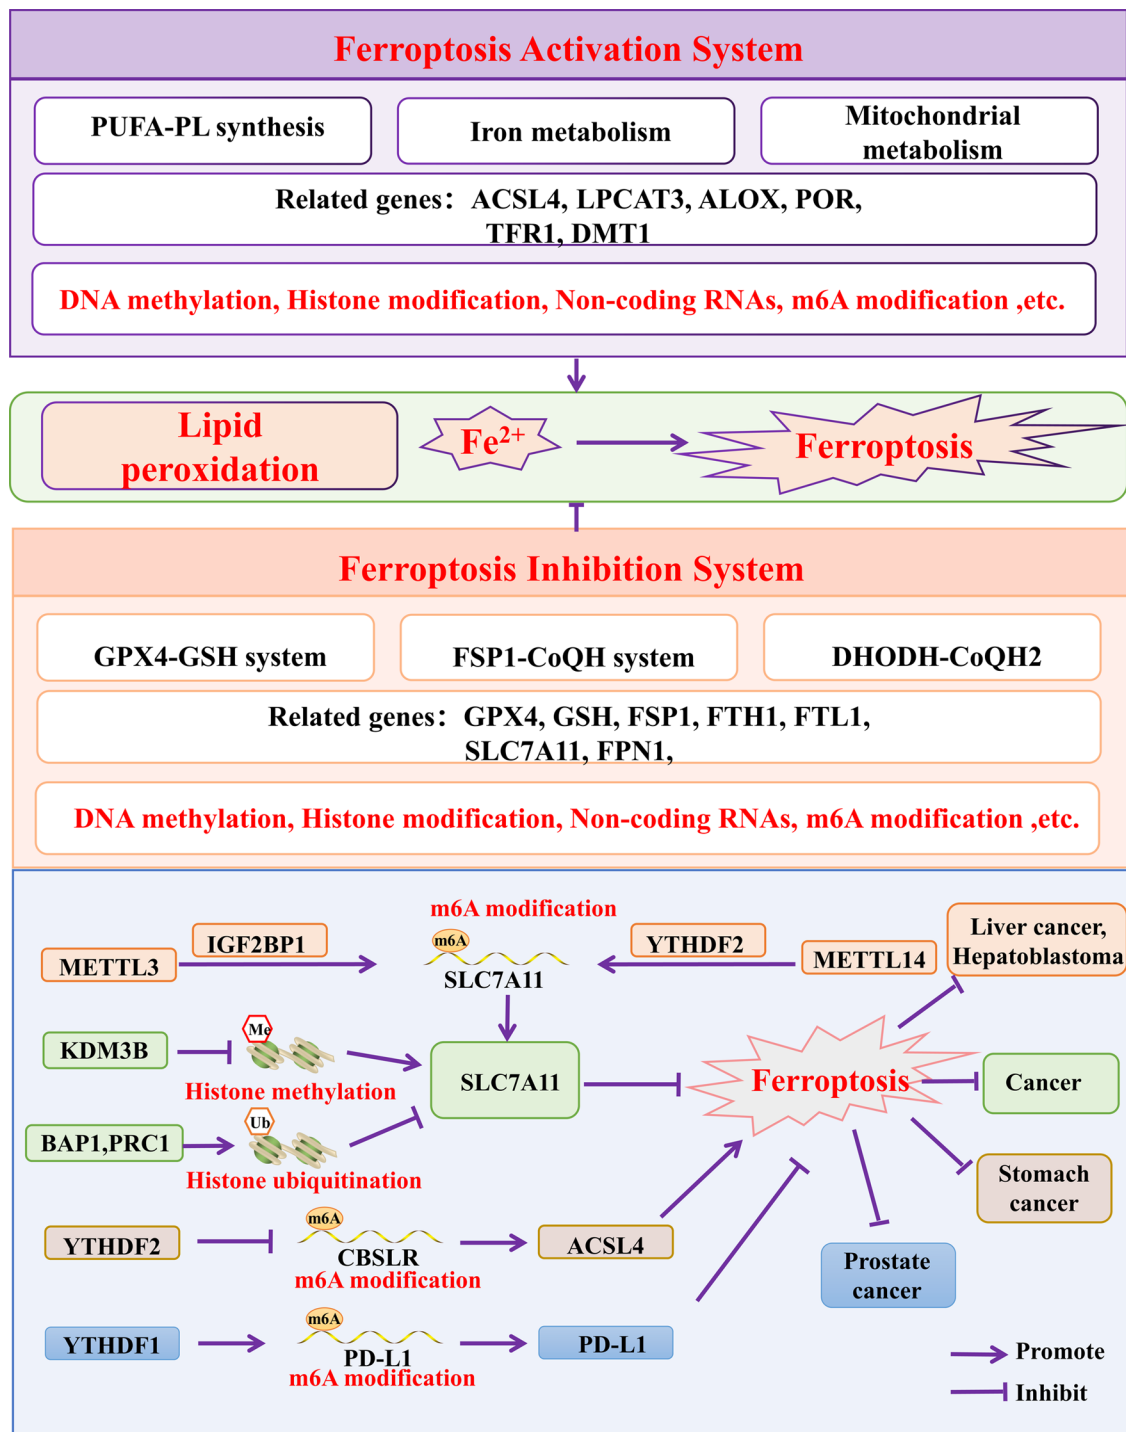 Ferroptosis Activation System
PUFA-PL synthesis
Iron metabolism
Mitochondrial
metabolism
Related genes：ACSL4, LPCAT3, ALOX, POR,
TFR1, DMT1
DNA methylation, Histone modification, Non-coding RNAs, m6A modification ,etc.
Lipid
peroxidation
Fe²⁺
Ferroptosis
Ferroptosis Inhibition System
GPX4-GSH system
FSP1-CoQH system
DHODH-CoQH2
Related genes：GPX4, GSH, FSP1, FTH1, FTL1,
SLC7A11, FPN1,
DNA methylation, Histone modification, Non-coding RNAs, m6A modification ,etc.
m6A modification
IGF2BP1
METTL3
m6A
SLC7A11
YTHDF2
METTL14
Liver cancer,
Hepatoblastoma
KDM3B
Me
Histone methylation
SLC7A11
Ferroptosis
Cancer
BAP1,PRC1
Ub
Histone ubiquitination
Stomach
cancer
YTHDF2
m6A
CBSLR
m6A modification
ACSL4
Prostate
cancer
YTHDF1
m6A
PD-L1
m6A modification
PD-L1
Promote
Inhibit